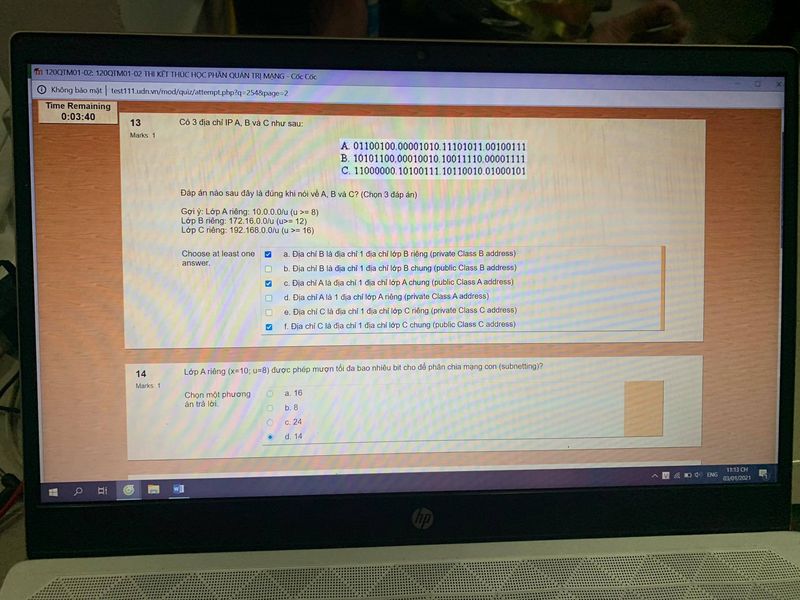 120QTM01-02: 120QTM01-02 THI KẾT THÚC HỌC PHẦN QUẢN TRỊ MẠNG - Cốc Cốc
Không bảo mật | test111.udn.vn/mod/quiz/attempt.php?q=254&page=2
Time Remaining
0:03:40
13
Marks: 1
Có 3 địa chỉ IP A, B và C như sau:
A. 01100100.00001010.11101011.00100111
B. 10101100.00010010.10011110.00001111
C. 11000000.10100111.10110010.01000101
Đáp án nào sau đây là đúng khi nói về A, B và C? (Chọn 3 đáp án)
Gợi ý: Lớp A riêng: 10.0.0.0/u (u >= 8)
Lớp B riêng: 172.16.0.0/u (u>= 12)
Lớp C riêng: 192.168.0.0/u (u >= 16)
Choose at least one
answer.
a. Địa chỉ B là địa chỉ 1 địa chỉ lớp B riêng (private Class B address)
b. Địa chỉ B là địa chỉ 1 địa chỉ lớp B chung (public Class B address)
c. Địa chỉ A là địa chỉ 1 địa chỉ lớp A chung (public Class A address)
d. Địa chỉ A là 1 địa chỉ lớp A riêng (private Class A address)
e. Địa chỉ C là địa chỉ 1 địa chỉ lớp C riêng (private Class C address)
f. Địa chỉ C là địa chỉ 1 địa chỉ lớp C chung (public Class C address)
14
Marks: 1
Lớp A riêng (x=10; u=8) được phép mượn tối đa bao nhiêu bit cho để phân chia mạng con (subnetting)?
Chọn một phương
án trả lời.
a. 16
b. 8
c. 24
d. 14
ENG
11:13 CH
03/01/2021
hp